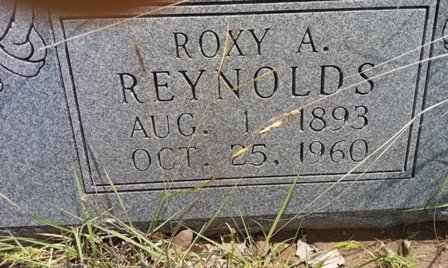 ROXY A.
REYNOLDS
AUG. 1, 1893
OCT. 25, 1960